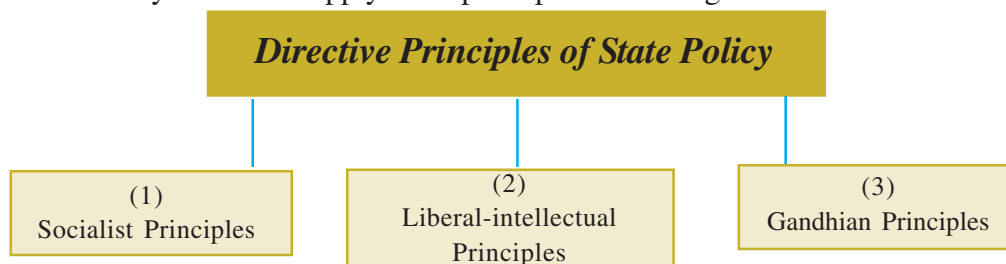 Directive Principles of State Policy
(1)
Socialist Principles
(2)
Liberal-intellectual
Principles
(3)
Gandhian Principles